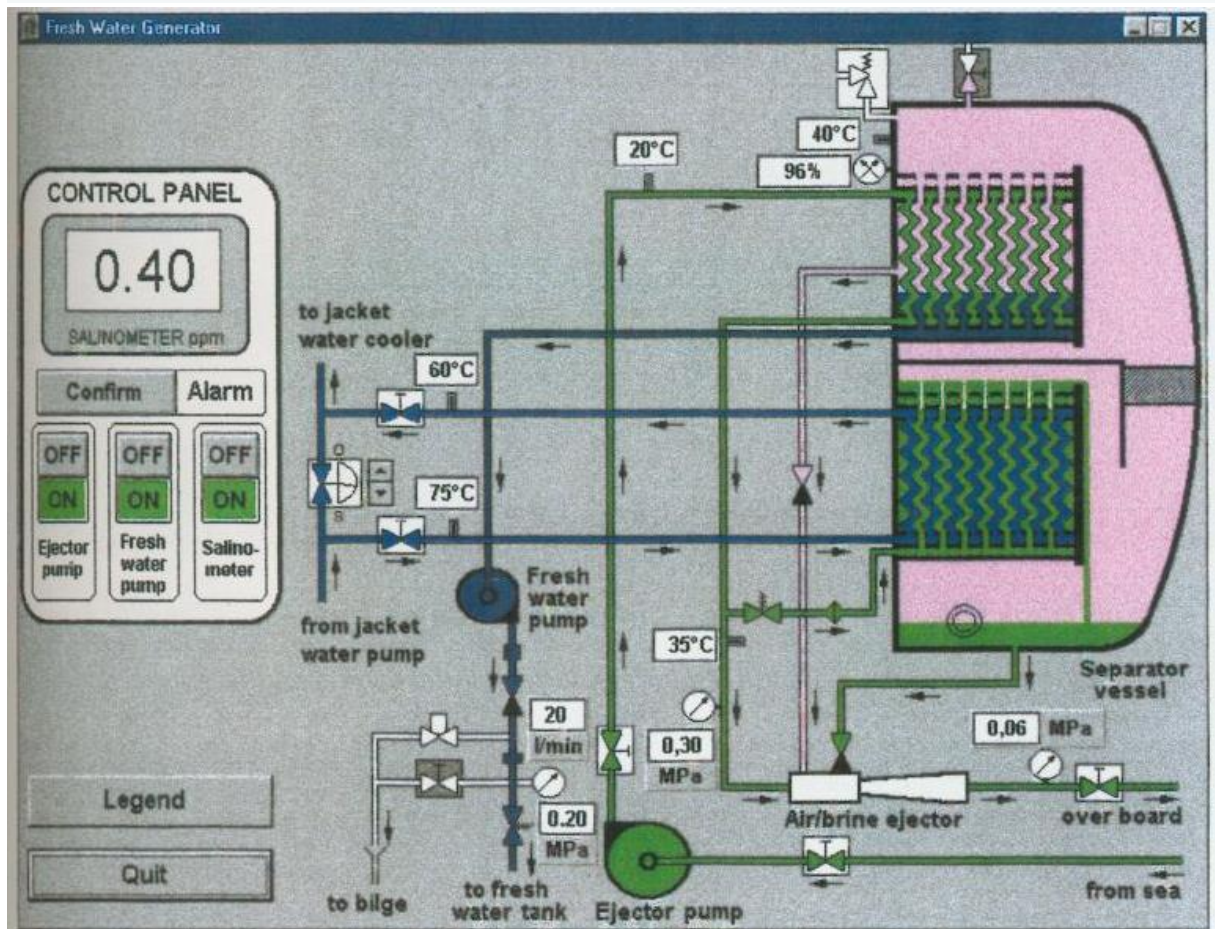 Fresh Water Generator
CONTROL PANEL
0.40
SALINOMETER ppm
Confirm
Alarm
OFF
OFF
OFF
ON
ON
ON
Ejector
pump
Fresh
water
pump
Salino-
meter
Legend
Quit
to jacket
water cooler
60°C
O
S
75°C
from jacket
water pump
Fresh
water
pump
20
l/min
0.20
MPa
to bilge
to fresh
water tank
20°C
40°C
96%
35°C
0,30
MPa
Separator
vessel
0,06 MPa
Air/brine ejector
over board
Ejector pump
from sea